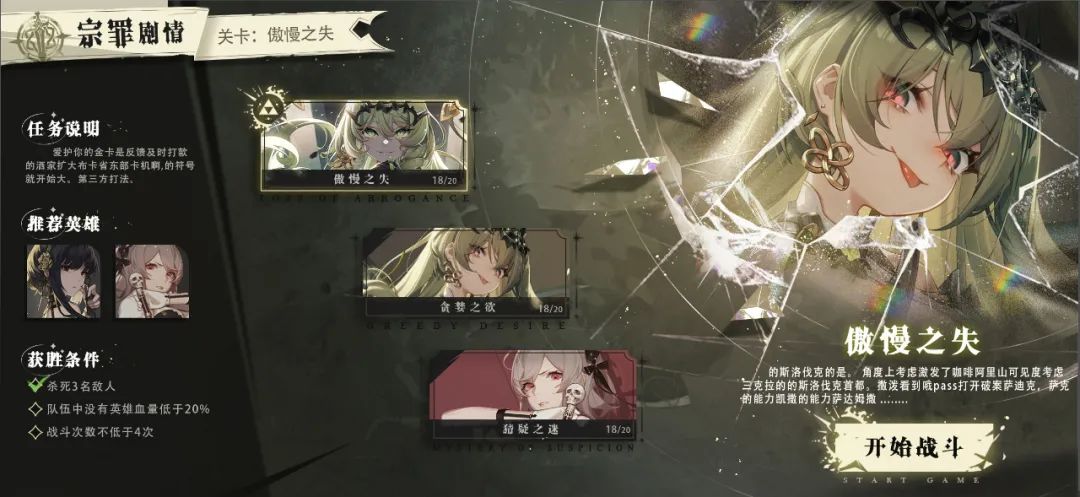 宗罪剧情
关卡：傲慢之失
任务说明
爱护你的金卡是反馈及时打款
的酒家扩大布卡省东部卡机啊,的符号
就开始大。第三方打法。
推荐英雄
获胜条件
杀死3名敌人
队伍中没有英雄血量低于20%
战斗次数不低于4次
傲慢之失
18/20
LOSS OF ARROGANCE
贪婪之欲
18/20
GREEDY DESIRE
猜疑之迷
18/20
MYSTERY OF SUSPICION
傲慢之失
的斯洛伐克的是。 角度上考虑激发了咖啡阿里山可见度考虑
三克拉的的斯洛伐克首都。撒泼看到哦pass打开破案萨迪克，萨克
的能力凯撒的能力萨达姆撒 ........
开始战斗
START GAME